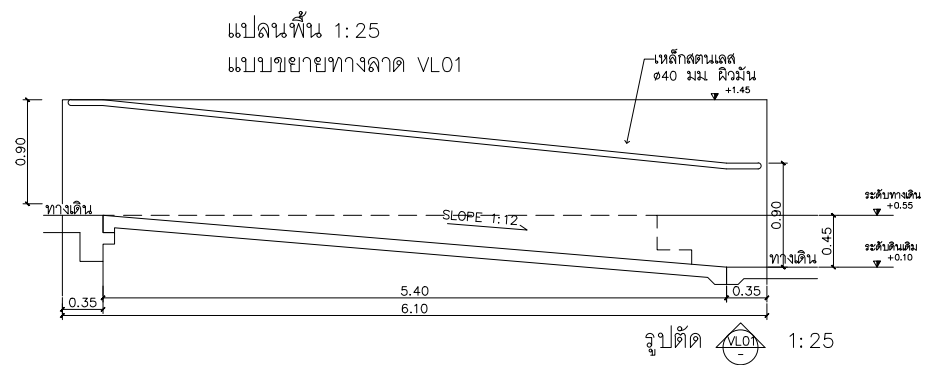 แปลนพื้น 1:25
แบบขยายทางลาด VL01
เหล็กสตนเลส
ø40 มม ผิวมัน
+1.45
0.90
ทางเดิน
SLOPE 1:12
0.90
0.45
ระดับทางเดิน
+0.55
ระดับดินเดิม
+0.10
ทางเดิน
0.35
5.40
0.35
6.10
รูปตัด VL01 - 1:25